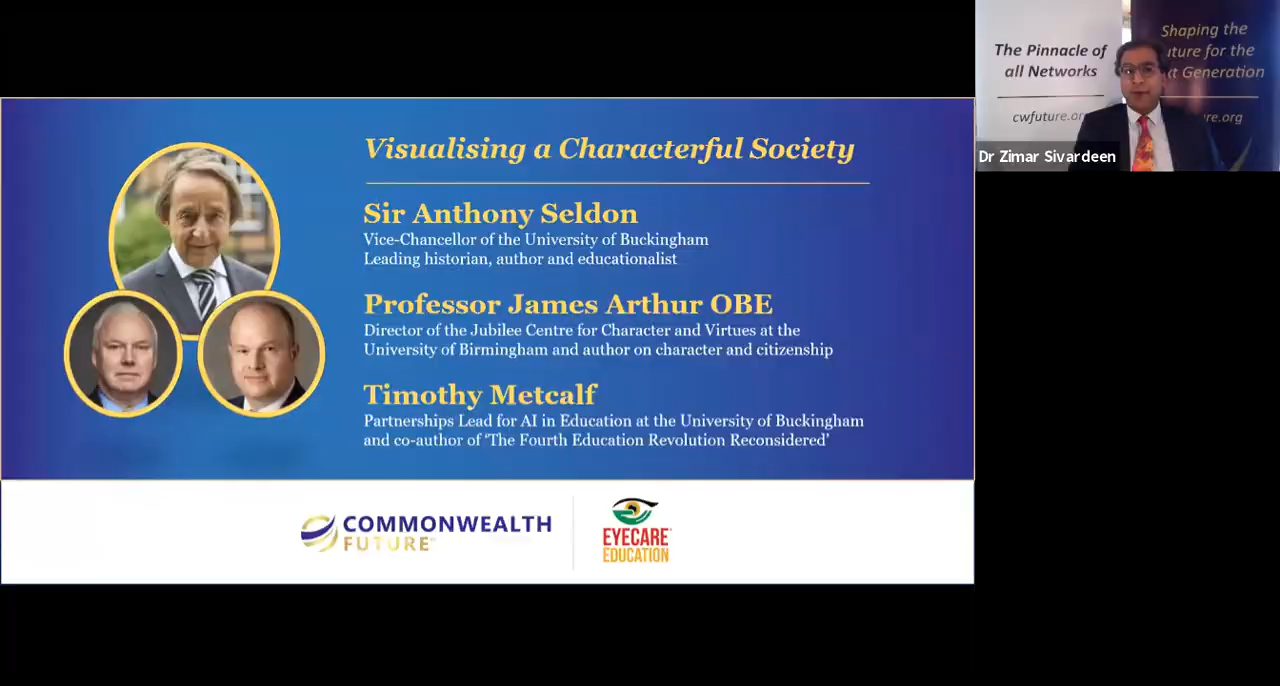 Visualising a Characterful Society
Sir Anthony Seldon
Vice-Chancellor of the University of Buckingham
Leading historian, author and educationalist
Professor James Arthur OBE
Director of the Jubilee Centre for Character and Virtues at the
University of Birmingham and author on character and citizenship
Timothy Metcalf
Partnerships Lead for AI in Education at the University of Buckingham
and co-author of ‘The Fourth Education Revolution Reconsidered’
COMMONWEALTH
FUTURE
EYECARE
EDUCATION
The Pinnacle of
all Networks
cwfuture.or
Shaping the
uture for the
xt Generation
re.org
Dr Zimar Sivardeen